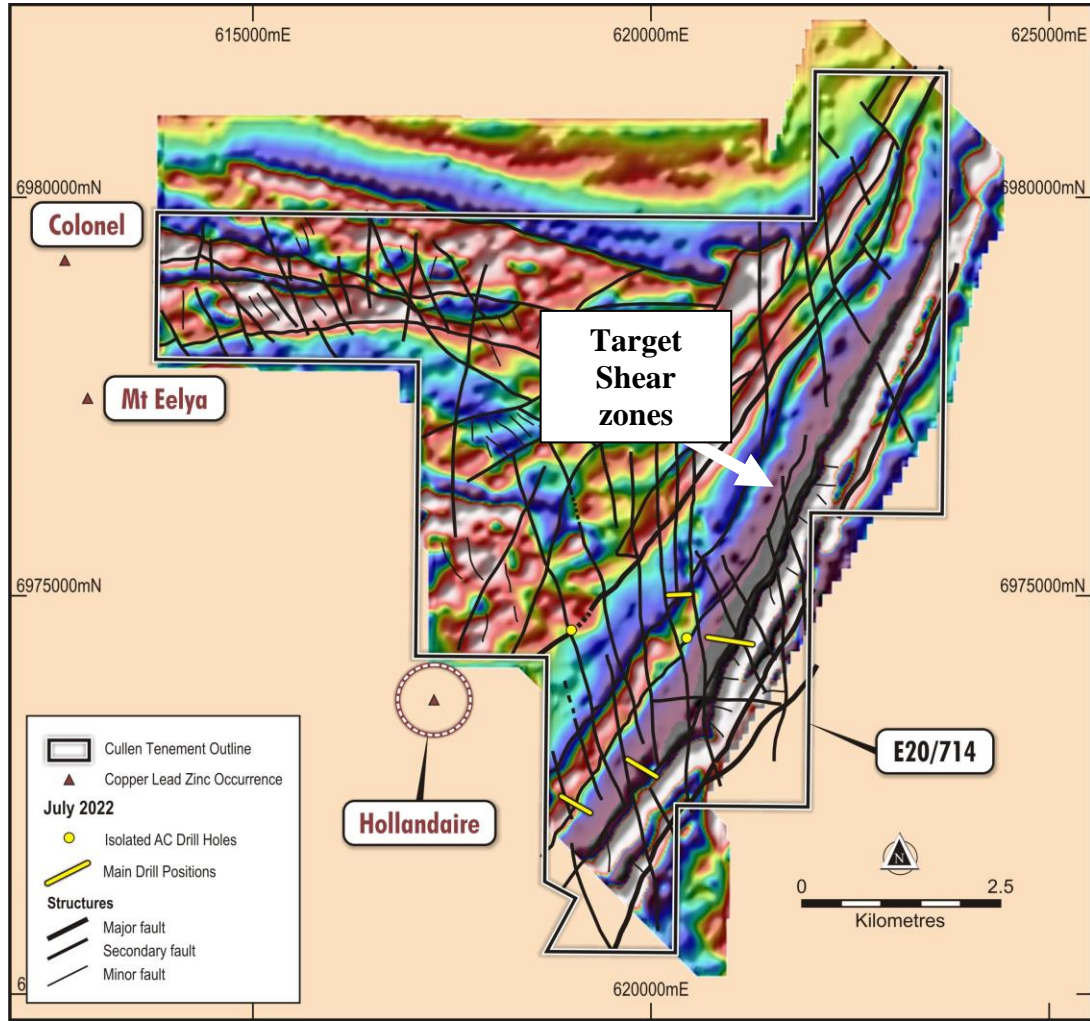 615000mE
620000mE
625000mE
6980000mN
6980000mN
Colonel
Target
Shear
zones
Mt Eelya
6975000mN
6975000mN
Cullen Tenement Outline
Copper Lead Zinc Occurrence
July 2022
Isolated AC Drill Holes
Main Drill Positions
Structures
Major fault
Secondary fault
Minor fault
Hollandaire
E20/714
N
0
2.5
Kilometres
6
620000mE